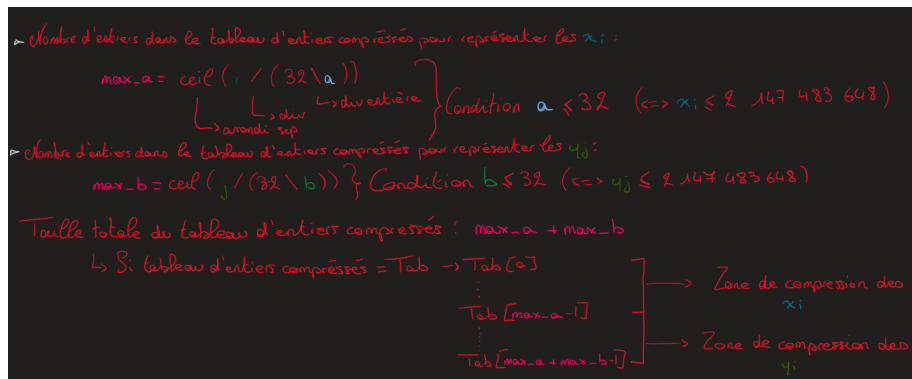 ➤ Nombre d'entiers dans le tableau d'entiers compressés pour représenter les xi :
max_a = ceil ( i / ( 32 \ a ) )
↳ div entière
↳ div
↳ arrondi sup
Condition a ≤ 32 (<=> xi ≤ 2 147 483 648)
➤ Nombre d'entiers dans le tableau d'entiers compressés pour représenter les yj :
max_b = ceil ( j / ( 32 \ b ) ) } Condition b ≤ 32 (<=> yj ≤ 2 147 483 648)
Taille totale du tableau d'entiers compressés : max_a + max_b
↳ Si tableau d'entiers compressés = Tab → Tab[0]
Zone de compression des
xi
Tab [max_a-1]
Zone de compression des
yi
Tab [max_a + max_b-1]